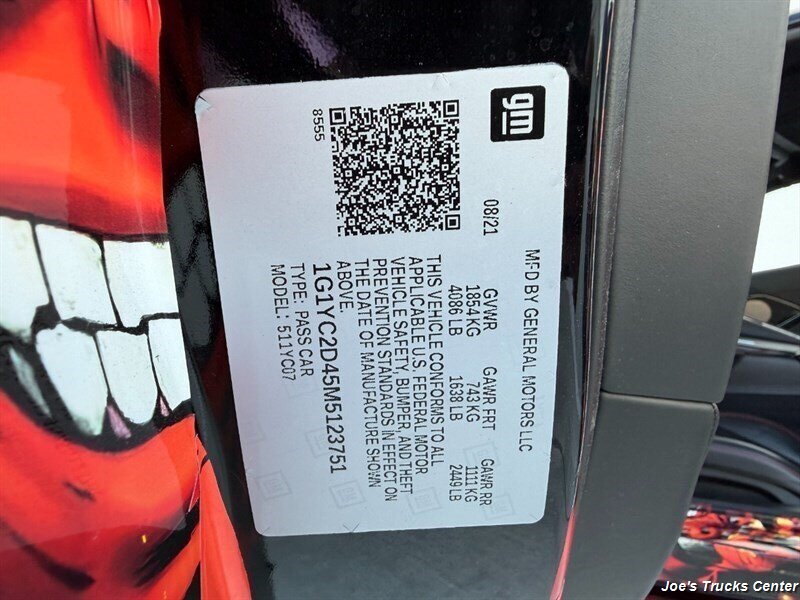 gm
MFD BY GENERAL MOTORS LLC
08/21
GVWR GAWR FRT GAWR RR
1854 KG 743 KG 1111 KG
4086 LB 1638 LB 2449 LB
THIS VEHICLE CONFORMS TO ALL
APPLICABLE U.S. FEDERAL MOTOR
VEHICLE SAFETY, BUMPER, AND THEFT
PREVENTION STANDARDS IN EFFECT ON
THE DATE OF MANUFACTURE SHOWN
ABOVE.
1G1YC2D45M5123751
TYPE: PASS CAR
MODEL: 511YC07
8555
Joe's Trucks Center